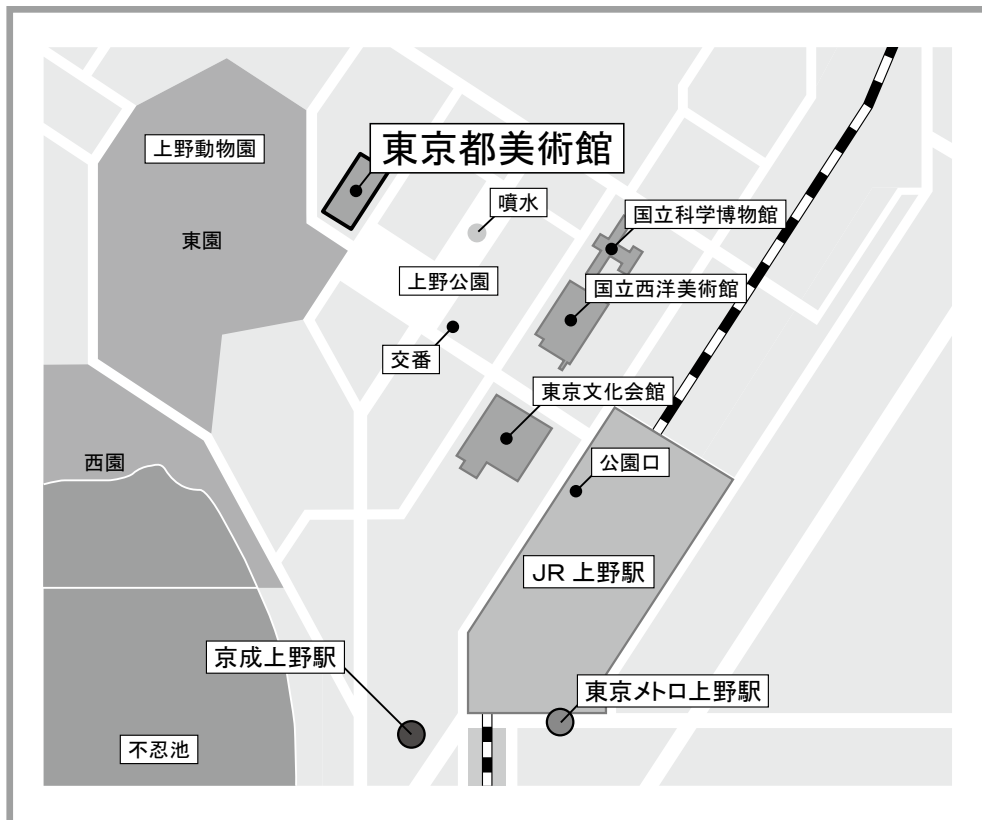 上野動物園
東京都美術館
噴水
国立科学博物館
東園
上野公園
国立西洋美術館
交番
東京文化会館
西園
公園口
JR 上野駅
京成上野駅
東京メトロ上野駅
不忍池